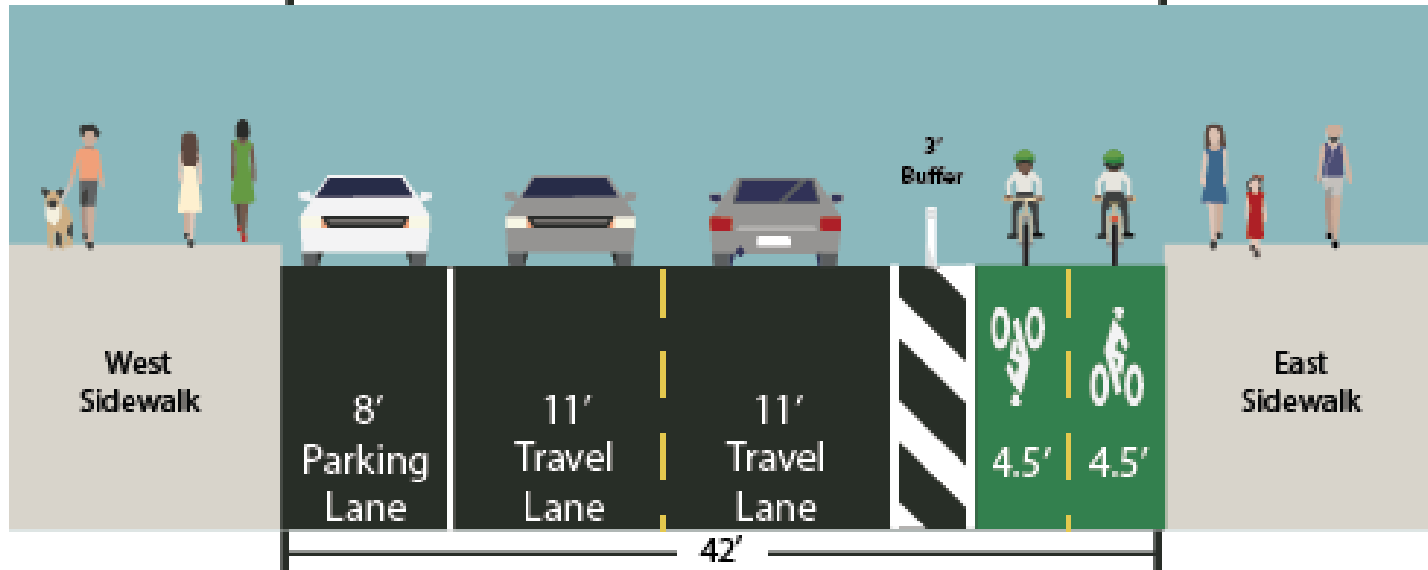 3'
Buffer
West
Sidewalk
8'
Parking
Lane
11'
Travel
Lane
11'
Travel
Lane
4.5'
4.5'
East
Sidewalk
42'